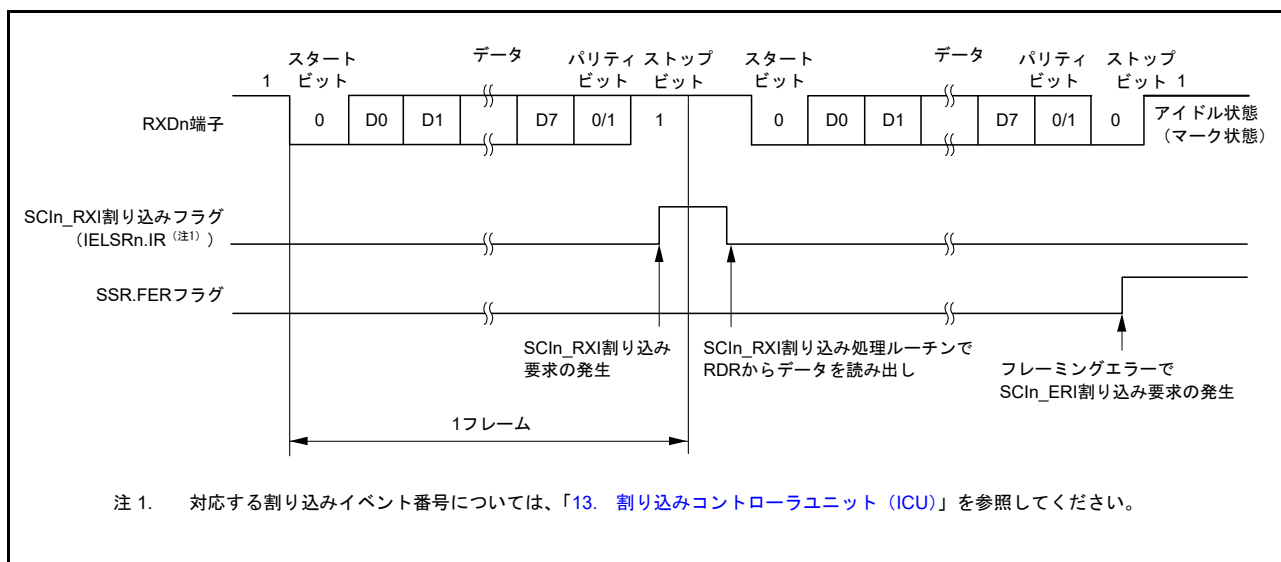 スタート
ビット
データ
パリティ
ビット
ストップ
ビット
スタート
ビット
データ
パリティ
ビット
ストップ
ビット
1
1
RXDn端子
0
D0
D1
D7
0/1
1
0
D0
D1
D7
0/1
0
アイドル状態
（マーク状態）
SCIn_RXI割り込みフラグ
（IELSRn.IR（注1））
SSR.FERフラグ
SCIn_RXI割り込み
要求の発生
SCIn_RXI割り込み処理ルーチンで
RDRからデータを読み出し
フレーミングエラーで
SCIn_ERI割り込み要求の発生
1フレーム
注 1. 対応する割り込みイベント番号については、「13. 割り込みコントローラユニット（ICU）」を参照してください。